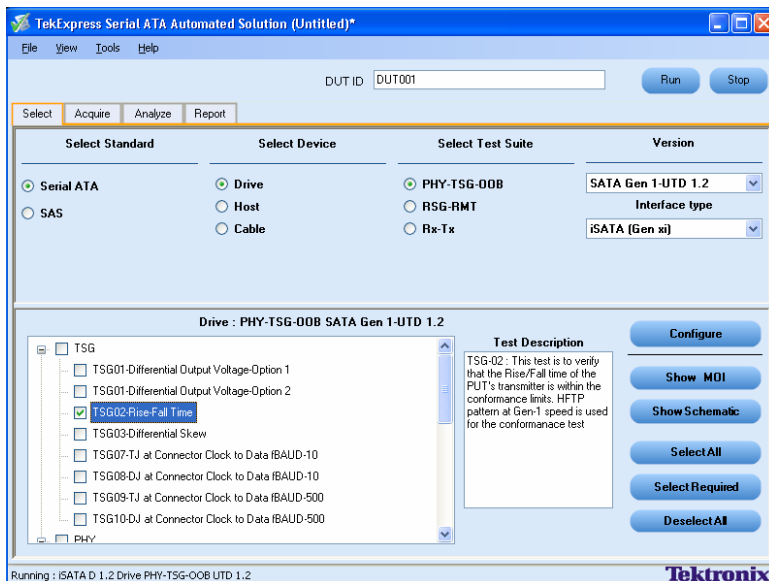 TekExpress Serial ATA Automated Solution (Untitled)*
File View Tools Help
DUT ID DUT001 Run Stop
Select Acquire Analyze Report
Select Standard Select Device Select Test Suite Version
Serial ATA Drive PHY-TSG-OOB SATA Gen 1-UTD 1.2
SAS Host RSG-RMT Interface type
Cable Rx-Tx iSATA (Gen xi)
Drive : PHY-TSG-OOB SATA Gen 1-UTD 1.2
TSG
TSG01-Differential Output Voltage-Option 1
TSG01-Differential Output Voltage-Option 2
TSG02-Rise-Fall Time
TSG03-Differential Skew
TSG07-TJ at Connector Clock to Data fBAUD-10
TSG08-DJ at Connector Clock to Data fBAUD-10
TSG09-TJ at Connector Clock to Data fBAUD-500
TSG10-DJ at Connector Clock to Data fBAUD-500
PHY
Test Description
TSG-02 : This test is to verify
that the Rise/Fall time of the
PUT's transmitter is within the
conformance limits. HFTP
pattern at Gen-1 speed is used
for the conformanace test
Configure
Show MOI
Show Schematic
Select All
Select Required
Deselect All
Running : iSATA D 1.2 Drive PHY-TSG-OOB UTD 1.2
Tektronix